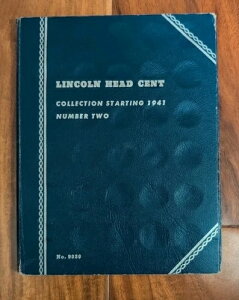 LINCOLN HEAD CENT
COLLECTION STARTING 1941
NUMBER TWO
No. 9030